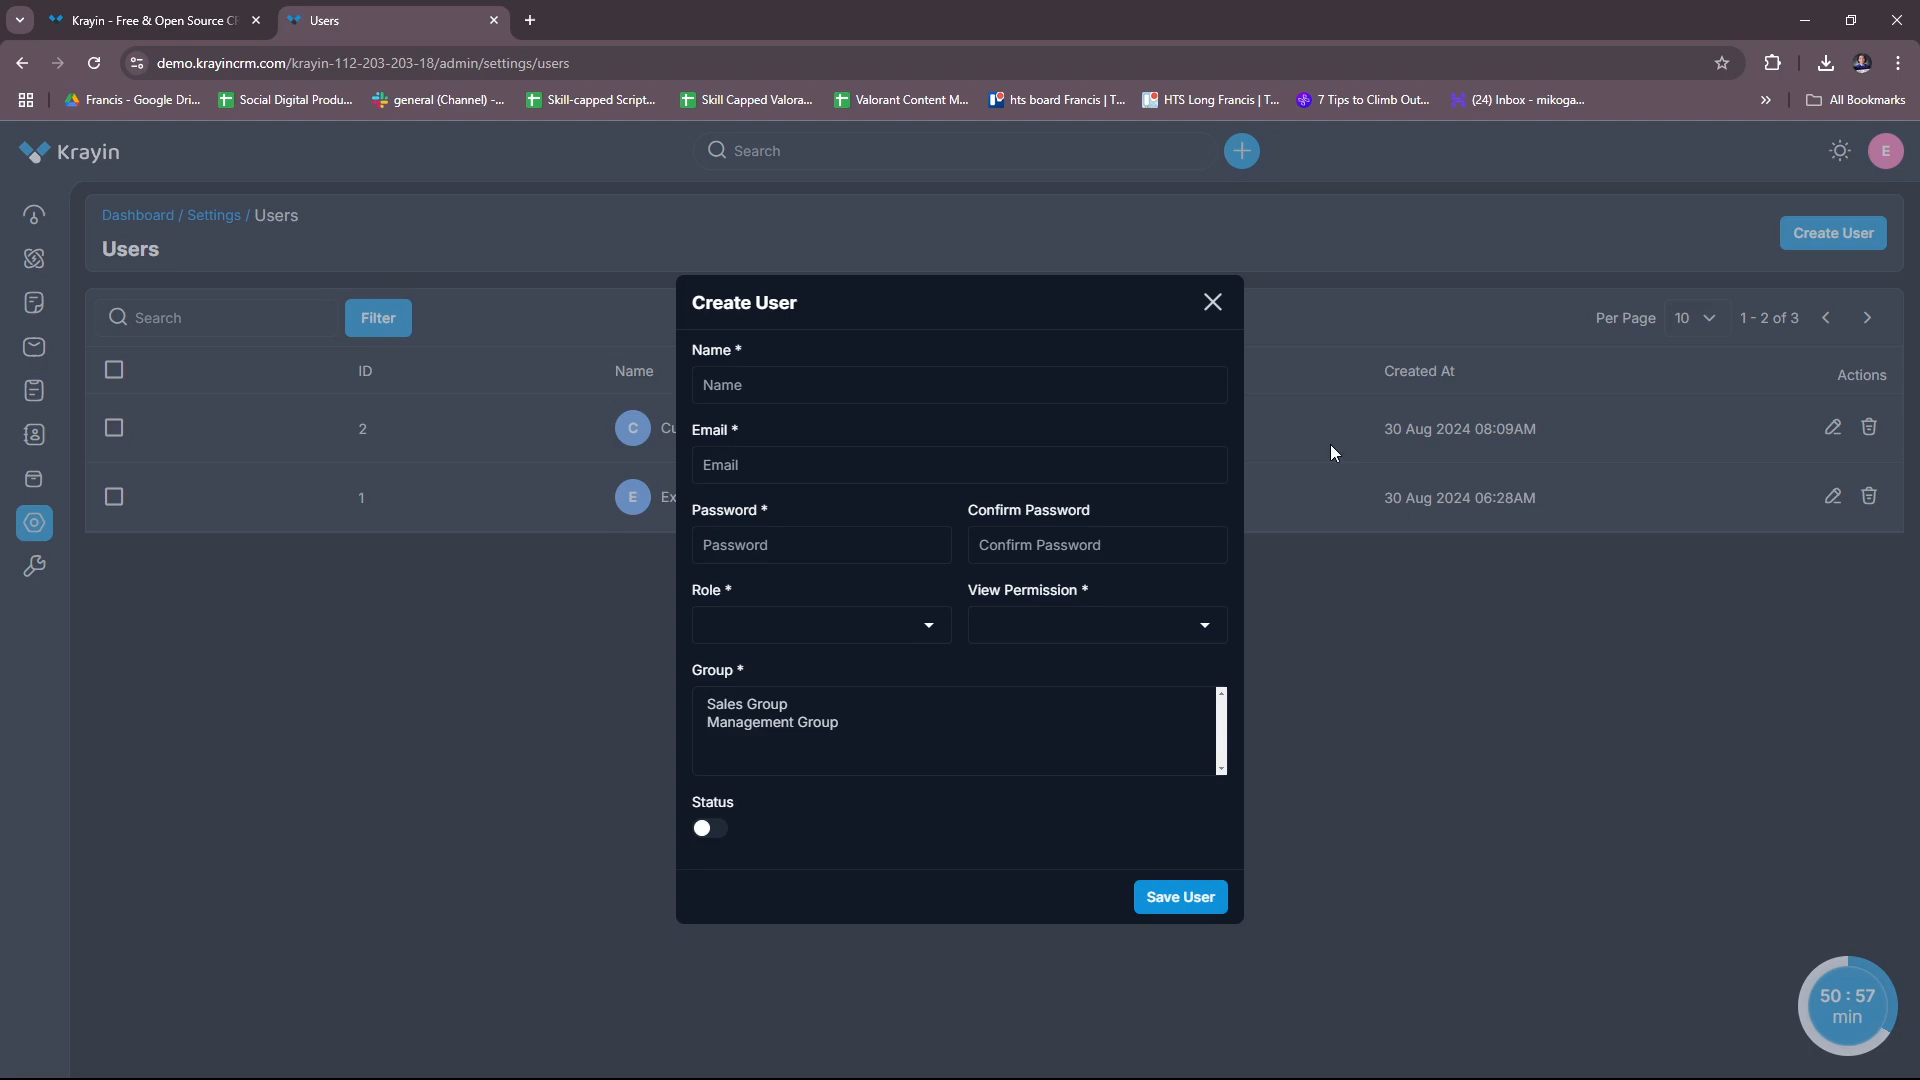 Krayin - Free & Open Source CR
Users
demo.krayincrm.com/krayin-112-203-203-18/admin/settings/users
Francis - Google Dri...
Social Digital Produ...
general (Channel) -...
Skill-capped Script...
Skill Capped Valora...
Valorant Content M...
hts board Francis | T...
HTS Long Francis | T...
7 Tips to Climb Out...
(24) Inbox - mikoga...
All Bookmarks
Krayin
Search
E
Dashboard / Settings / Users
Users
Create User
Search
Filter
Per Page
10
1 - 2 of 3
ID
Name
Created At
Actions
2
C
Cu
30 Aug 2024 08:09AM
1
E
Ex
30 Aug 2024 06:28AM
Create User
Name *
Name
Email *
Email
Password *
Confirm Password
Password
Confirm Password
Role *
View Permission *
Group *
Sales Group
Management Group
Status
Save User
50 : 57
min